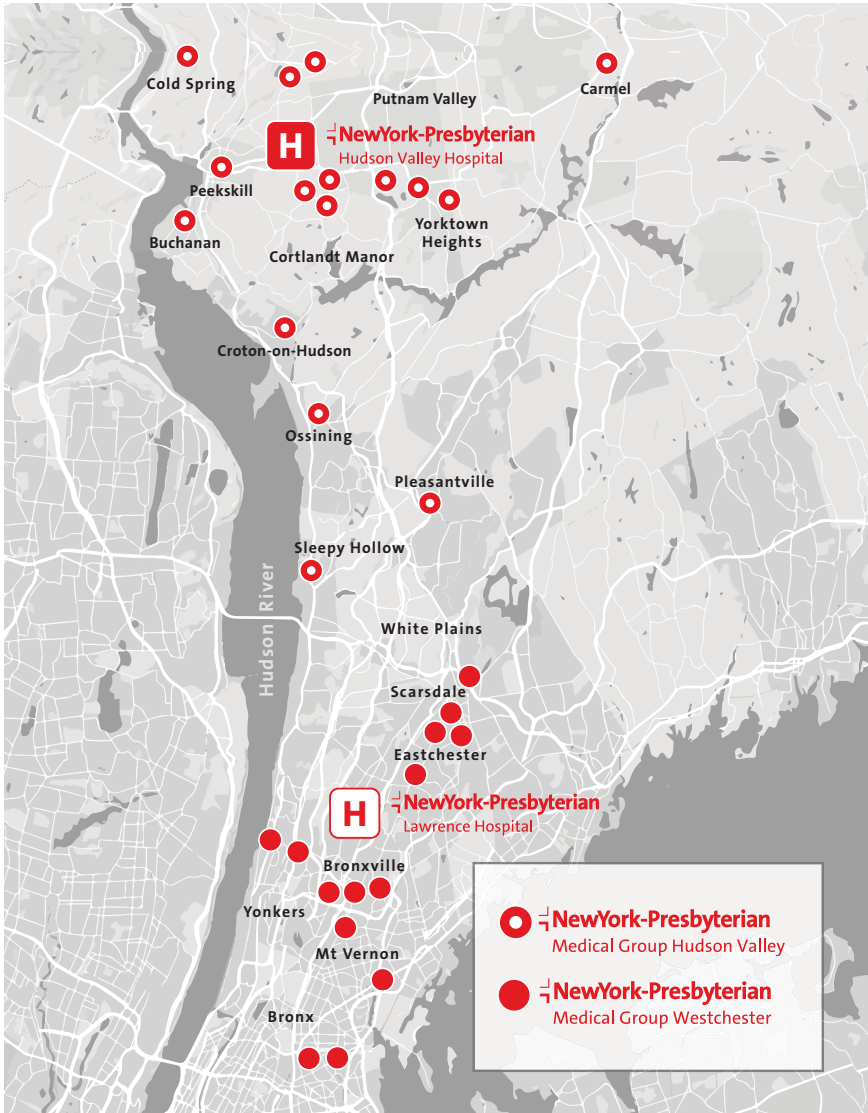 Cold Spring
Putnam Valley
Carmel
H
NewYork-Presbyterian
Hudson Valley Hospital
Peekskill
Buchanan
Yorktown
Heights
Cortlandt Manor
Croton-on-Hudson
Ossining
Pleasantville
Sleepy Hollow
Hudson River
White Plains
Scarsdale
Eastchester
H
NewYork-Presbyterian
Lawrence Hospital
Bronxville
Yonkers
Mt Vernon
Bronx
NewYork-Presbyterian
Medical Group Hudson Valley
NewYork-Presbyterian
Medical Group Westchester